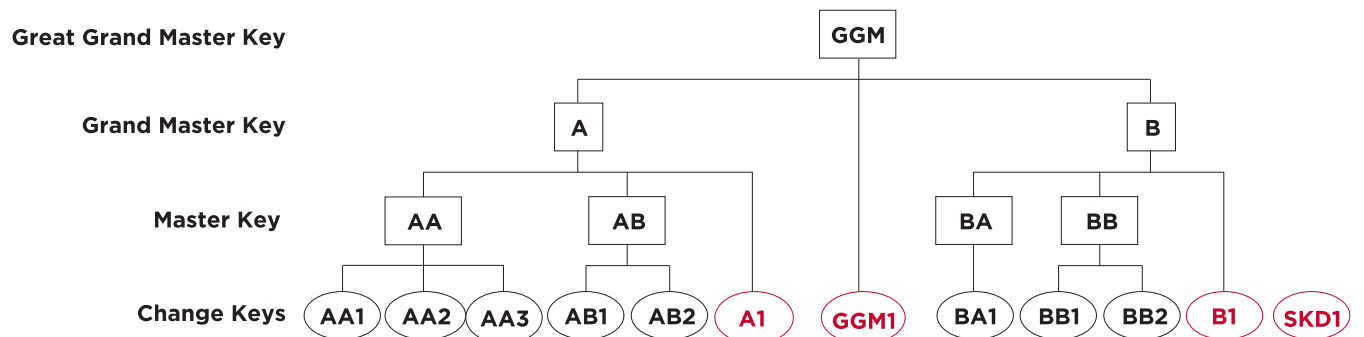 Great Grand Master Key GGM
Grand Master Key A B
Master Key AA AB BA BB
Change Keys AA1 AA2 AA3 AB1 AB2 A1 GGM1 BA1 BB1 BB2 B1 SKD1